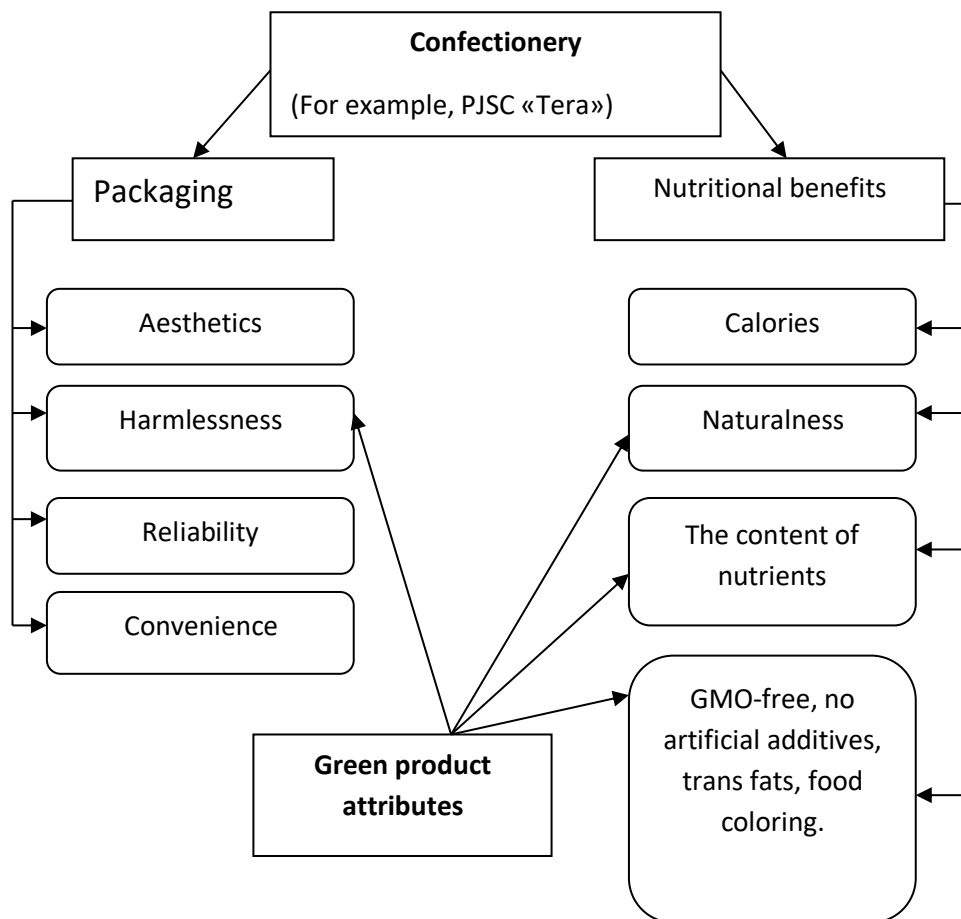 Confectionery
(For example, PJSC «Tera»)
Packaging
Nutritional benefits
Aesthetics
Harmlessness
Reliability
Convenience
Calories
Naturalness
The content of
nutrients
GMO-free, no
artificial additives,
trans fats, food
coloring.
Green product
attributes